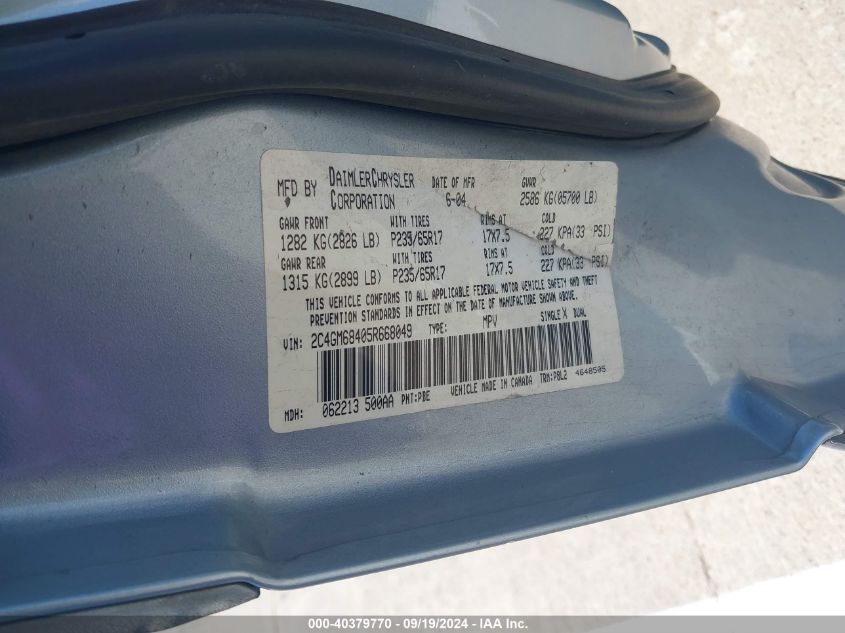 MFD BY DAIMLERCHRYSLER CORPORATION DATE OF MFR 6-04 GVWR 2586 KG(05700 LB)
GAWR FRONT WITH TIRES RIMS AT COLD
1282 KG(2826 LB) P235/65R17 17X7.5 227 KPA(33 PSI)
GAWR REAR WITH TIRES RIMS AT COLD
1315 KG(2899 LB) P235/65R17 17X7.5 227 KPA(33 PSI)
THIS VEHICLE CONFORMS TO ALL APPLICABLE FEDERAL MOTOR VEHICLE SAFETY AND THEFT
PREVENTION STANDARDS IN EFFECT ON THE DATE OF MANUFACTURE SHOWN ABOVE.
VIN: 2C4GM68405R668049 TYPE: MPV SINGLE X DUAL
MDH: 062213 500AA PNT:PBE VEHICLE MADE IN CANADA TRM:PBL2 4648505
000-40379770 - 09/19/2024 - IAA Inc.